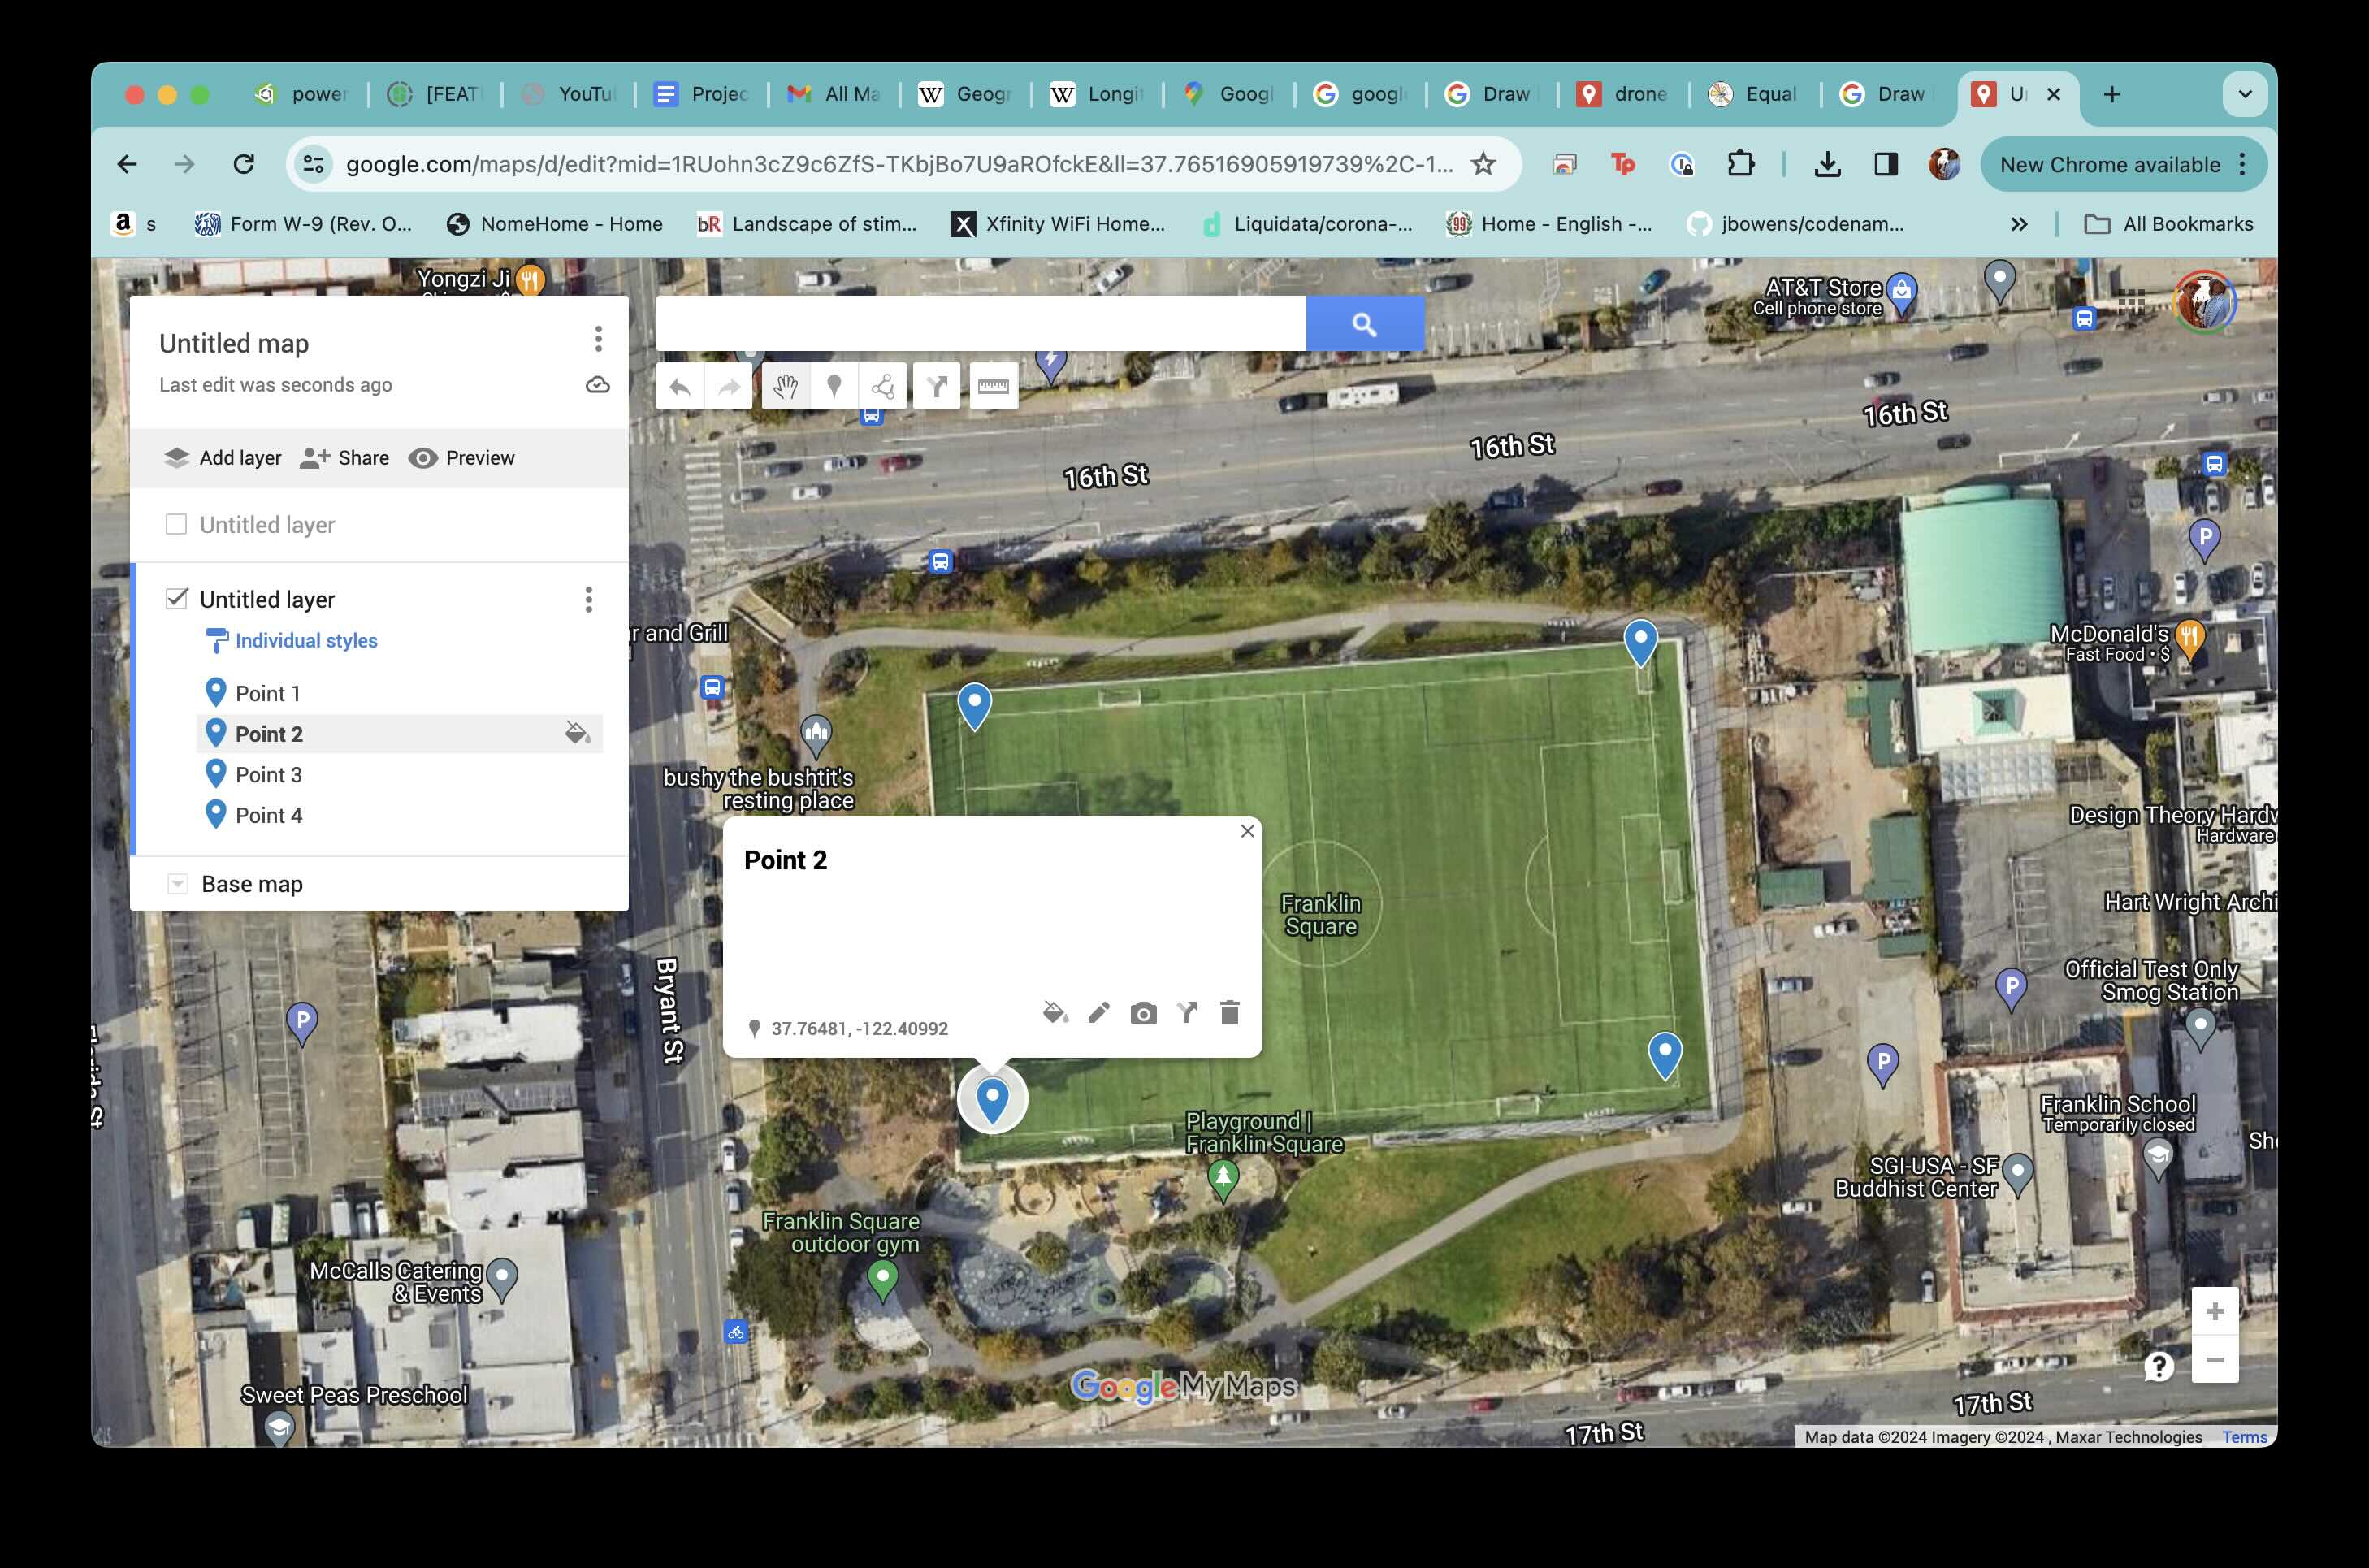 power
[FEAT
YouTu
Projec
All Ma
Geogr
Longit
Googl
googl
Draw
drone
Equal
Draw
U
google.com/maps/d/edit?mid=1RUohn3cZ9c6ZfS-TKbjBo7U9aROfckE&ll=37.76516905919739%2C-1...
Tp
New Chrome available
s
Form W-9 (Rev. O...
NomeHome - Home
bR
Landscape of stim...
Xfinity WiFi Home...
Liquidata/corona-...
99
Home - English -...
jbowens/codenam...
All Bookmarks
Yongzi Ji
AT&T Store
Cell phone store
Untitled map
Last edit was seconds ago
Add layer
Share
Preview
Untitled layer
Untitled layer
Individual styles
Point 1
Point 2
Point 3
Point 4
Base map
16th St
16th St
16th St
r and Grill
McDonald's
Fast Food • $
bushy the bushtit's
resting place
Design Theory Hardw
Hardware
Point 2
37.76481, -122.40992
Franklin
Square
Hart Wright Archi
Official Test Only
Smog Station
P
P
P
P
Bryant St
Playground |
Franklin Square
Franklin School
Temporarily closed
She
SGI-USA - SF
Buddhist Center
Franklin Square
outdoor gym
McCalls Catering
& Events
Sweet Peas Preschool
Google My Maps
17th St
17th St
Map data ©2024 Imagery ©2024 , Maxar Technologies
Terms